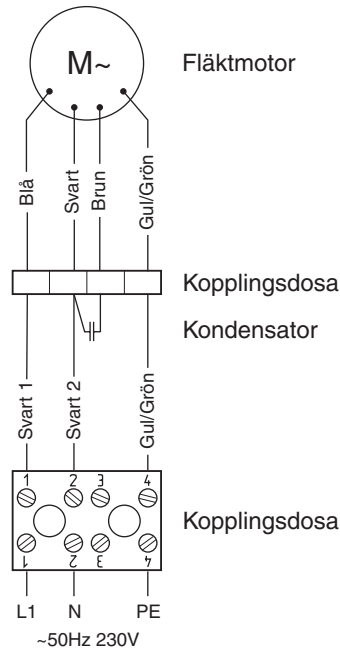 M~
Fläktmotor
Blå
Svart
Brun
Gul/Grön
Kopplingsdosa
Kondensator
Svart 1
Svart 2
Gul/Grön
1 2 3 4
Kopplingsdosa
1 2 3 4
L1 N PE
~50Hz 230V